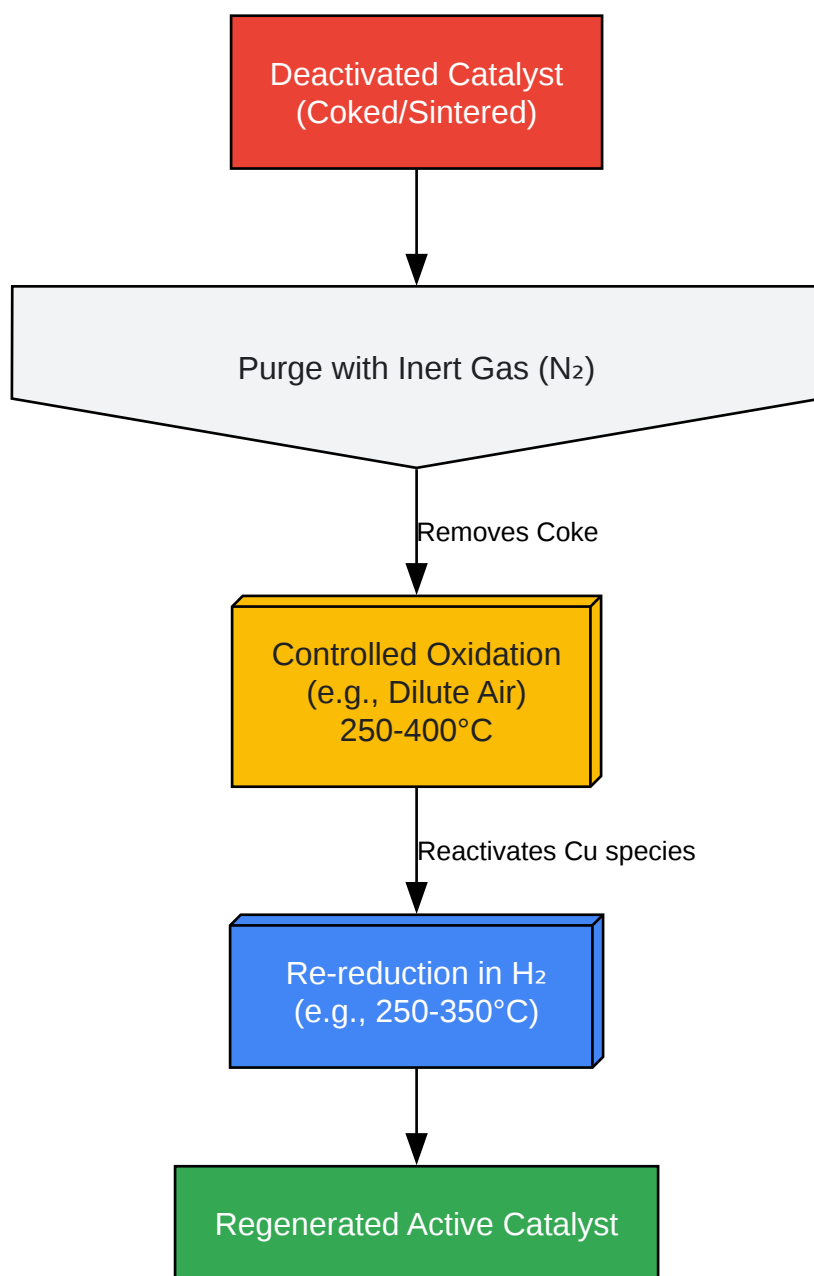 Deactivated Catalyst
(Coked/Sintered)
Purge with Inert Gas (N₂)
Removes Coke
Controlled Oxidation
(e.g., Dilute Air)
250-400°C
Reactivates Cu species
Re-reduction in H₂
(e.g., 250-350°C)
Regenerated Active Catalyst